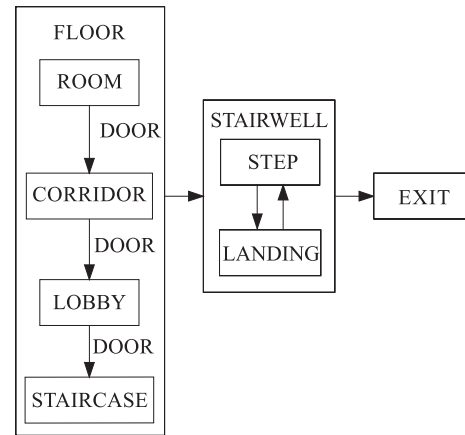 FLOOR
ROOM
DOOR
CORRIDOR
DOOR
LOBBY
DOOR
STAIRCASE
STAIRWELL
STEP
LANDING
EXIT